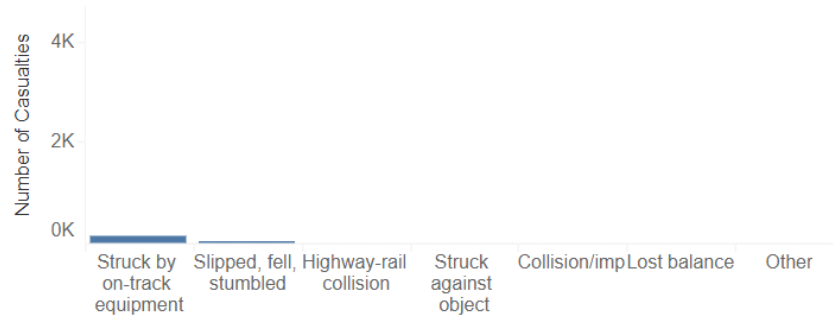 Number of Casualties
4K
2K
0K
Struck by
on-track
equipment
Slipped, fell,
stumbled
Highway-rail
collision
Struck
against
object
Collision/imp
Lost balance
Other